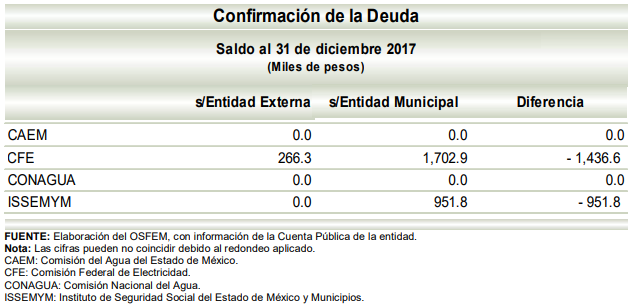 Confirmación de la Deuda
Saldo al 31 de diciembre 2017
(Miles de pesos)
s/Entidad Externa s/Entidad Municipal Diferencia
CAEM 0.0 0.0 0.0
CFE 266.3 1,702.9 - 1,436.6
CONAGUA 0.0 0.0 0.0
ISSEMYM 0.0 951.8 - 951.8
FUENTE: Elaboración del OSFEM, con información de la Cuenta Pública de la entidad.
Nota: Las cifras pueden no coincidir debido al redondeo aplicado.
CAEM: Comisión del Agua del Estado de México.
CFE: Comisión Federal de Electricidad.
CONAGUA: Comisión Nacional del Agua.
ISSEMYM: Instituto de Seguridad Social del Estado de México y Municipios.